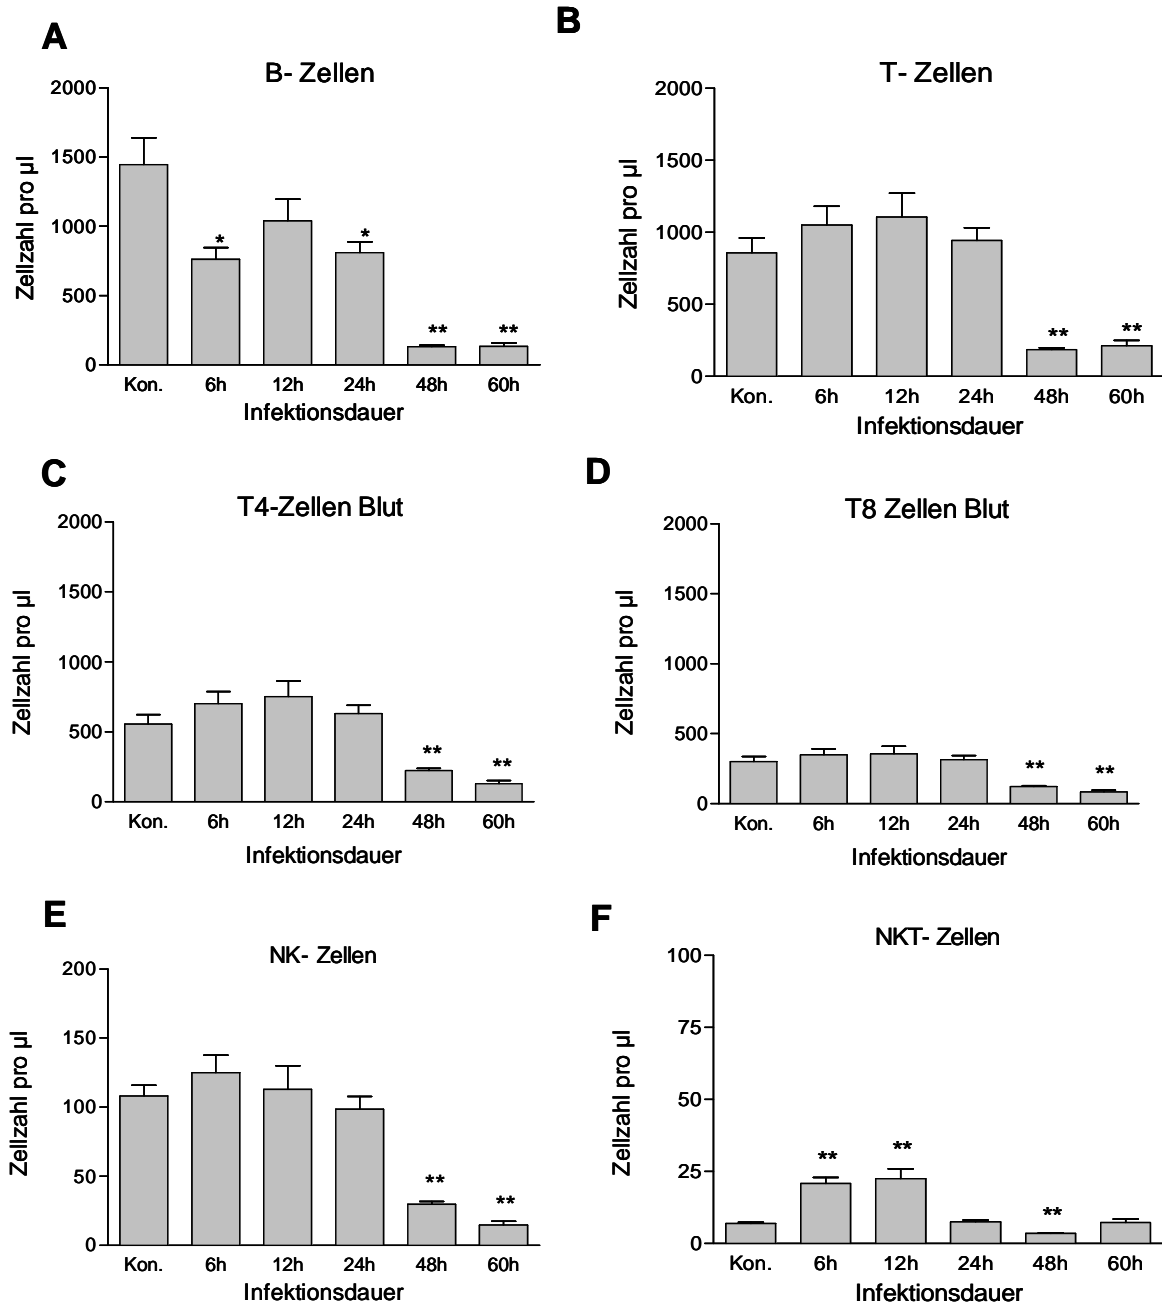 A
B- Zellen
Zellzahl pro µl
2000
1500
1000
500
0
*
*
**
**
Kon. 6h 12h 24h 48h 60h
Infektionsdauer
B
T- Zellen
Zellzahl pro µl
2000
1500
1000
500
0
**
**
Kon. 6h 12h 24h 48h 60h
Infektionsdauer
C
T4-Zellen Blut
Zellzahl pro µl
2000
1500
1000
500
0
**
**
Kon. 6h 12h 24h 48h 60h
Infektionsdauer
D
T8 Zellen Blut
Zellzahl pro µl
2000
1500
1000
500
0
**
**
Kon. 6h 12h 24h 48h 60h
Infektionsdauer
E
NK- Zellen
Zellzahl pro µl
200
150
100
50
0
**
**
Kon. 6h 12h 24h 48h 60h
Infektionsdauer
F
NKT- Zellen
Zellzahl pro µl
100
75
50
25
0
**
**
**
Kon. 6h 12h 24h 48h 60h
Infektionsdauer